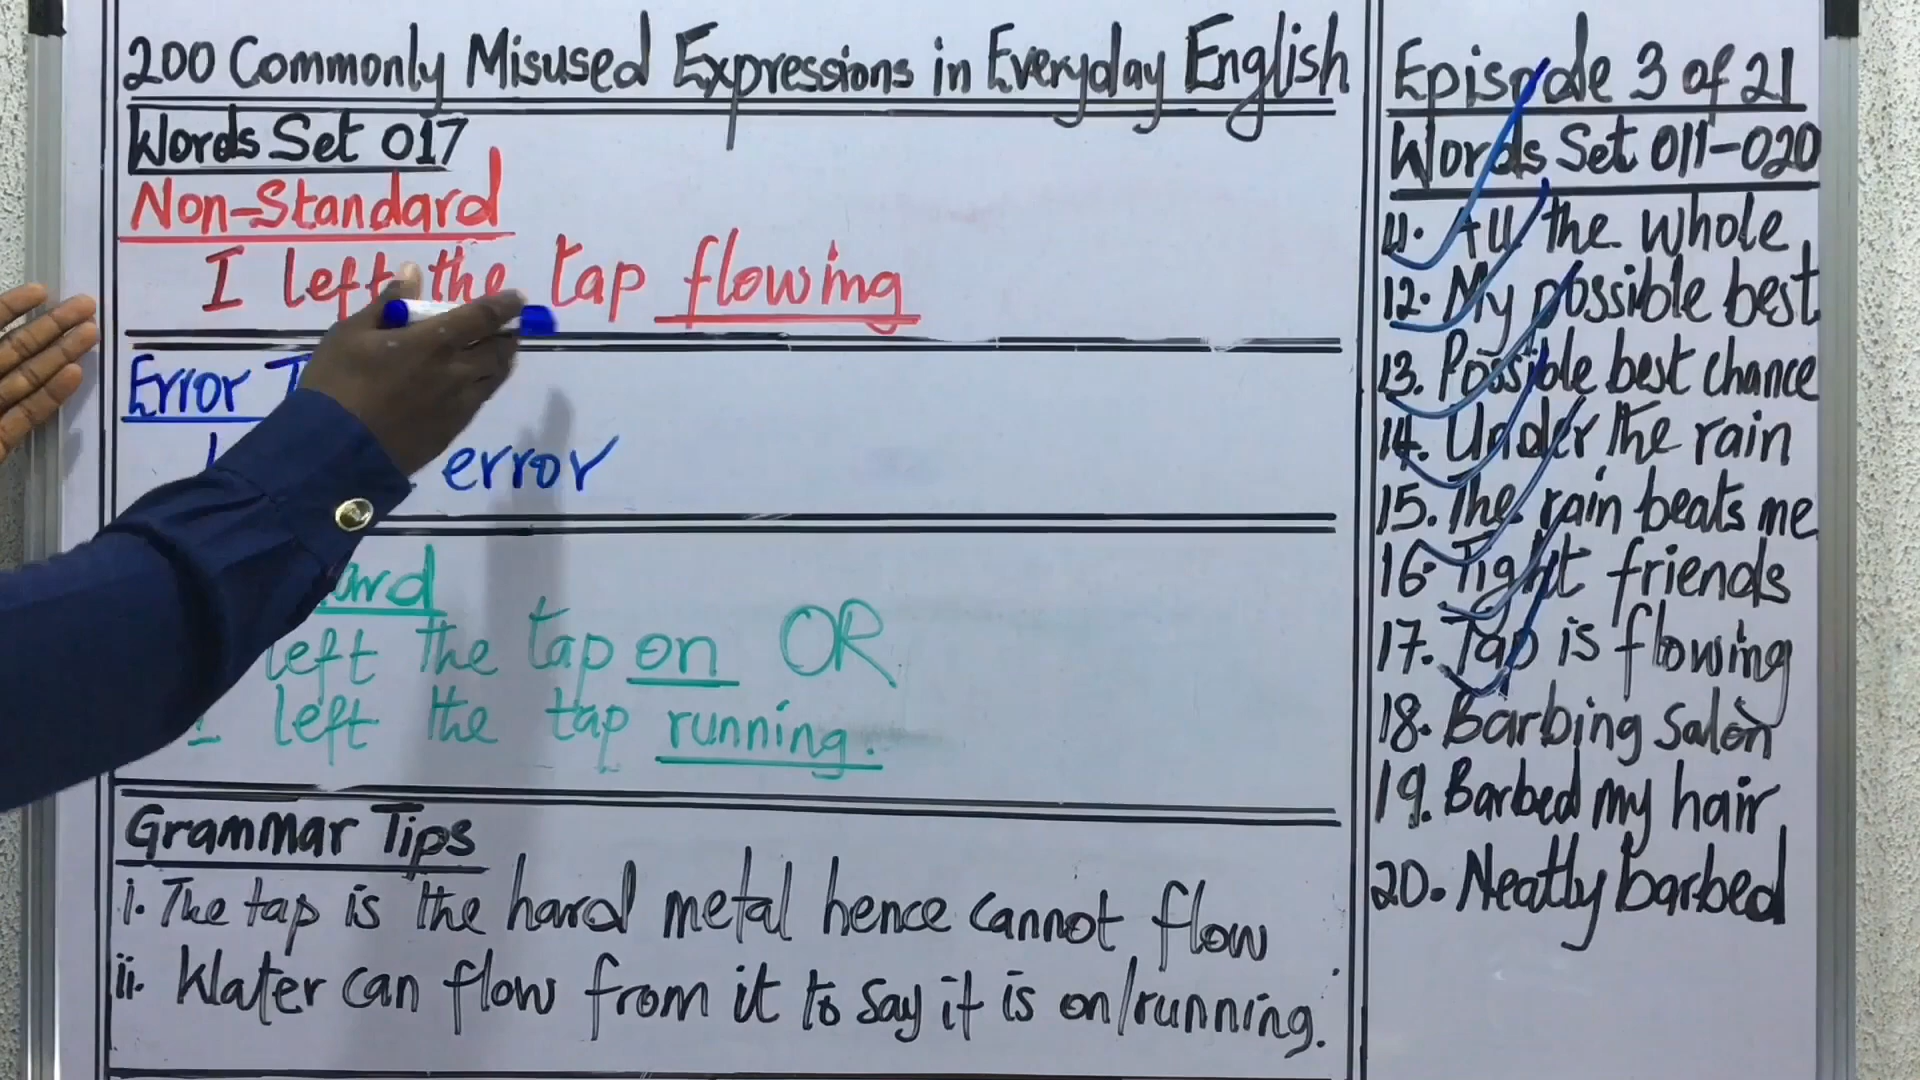 200 Commonly Misused Expressions in Everyday English
Words Set 017
Non-Standard
I left the tap flowing
Error
error
left the tap on OR
I left the tap running.
Grammar Tips
i. The tap is the hard metal hence cannot flow
ii. Water can flow from it to say it is on/running.
Episode 3 of 21
Words Set 011-020
11. All the whole
12. My possible best
13. Possible best chance
14. Under the rain
15. The rain beats me
16. Tight friends
17. Tap is flowing
18. Barbing salon
19. Barbed my hair
20. Neatly barbed